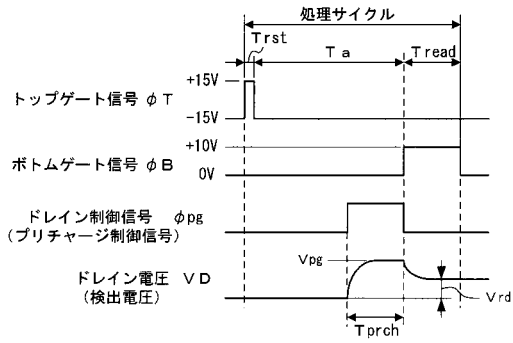 処理サイクル
Trst
Ta
Tread
+15V
トップゲート信号 φT
-15V
+10V
ボトムゲート信号 φB
0V
ドレイン制御信号 φpg
(プリチャージ制御信号)
Vpg
ドレイン電圧 VD
(検出電圧)
Vrd
Tprch